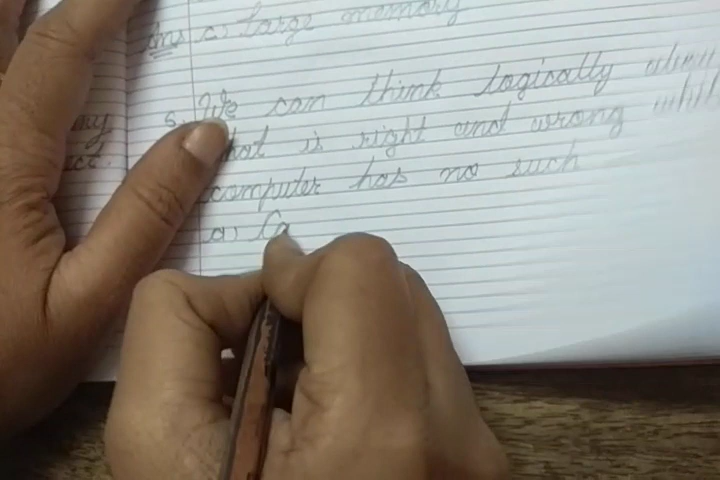 Ans c) large memory
5. We can think logically about
what is right and wrong while
computer has no such
a) Ca